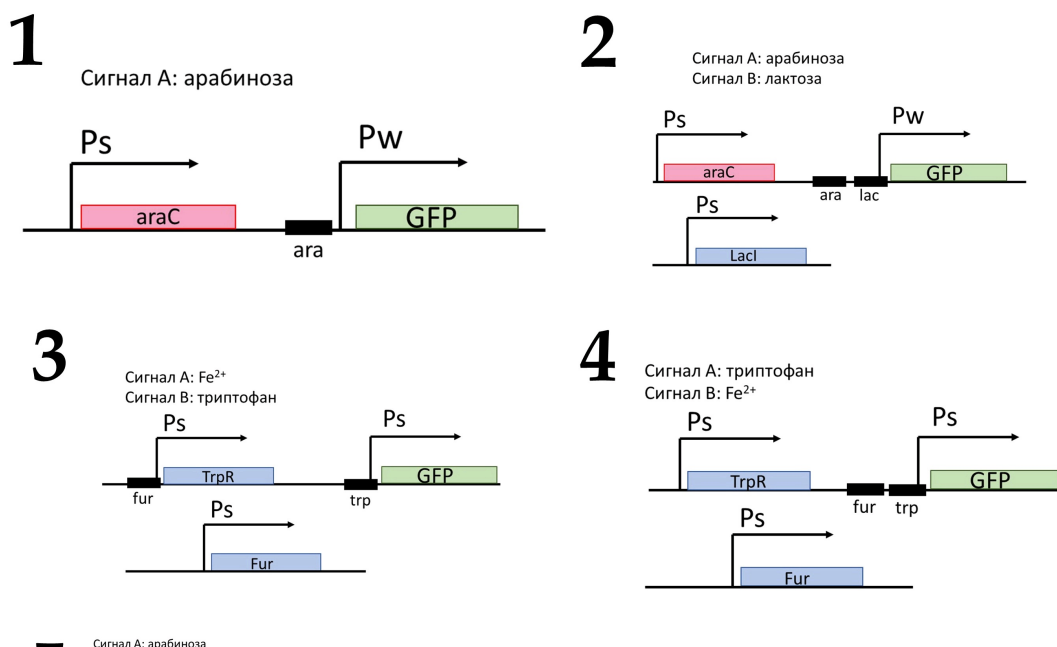 1
Сигнал А: арабиноза
Ps
Pw
araC
GFP
ara
2
Сигнал А: арабиноза
Сигнал В: лактоза
Ps
Pw
araC
GFP
ara
lac
Ps
LacI
3
Сигнал А: Fe²⁺
Сигнал В: триптофан
Ps
Ps
TrpR
GFP
fur
trp
Ps
Fur
4
Сигнал А: триптофан
Сигнал В: Fe²⁺
Ps
Ps
TrpR
GFP
fur
trp
Ps
Fur
Сигнал А: арабиноза